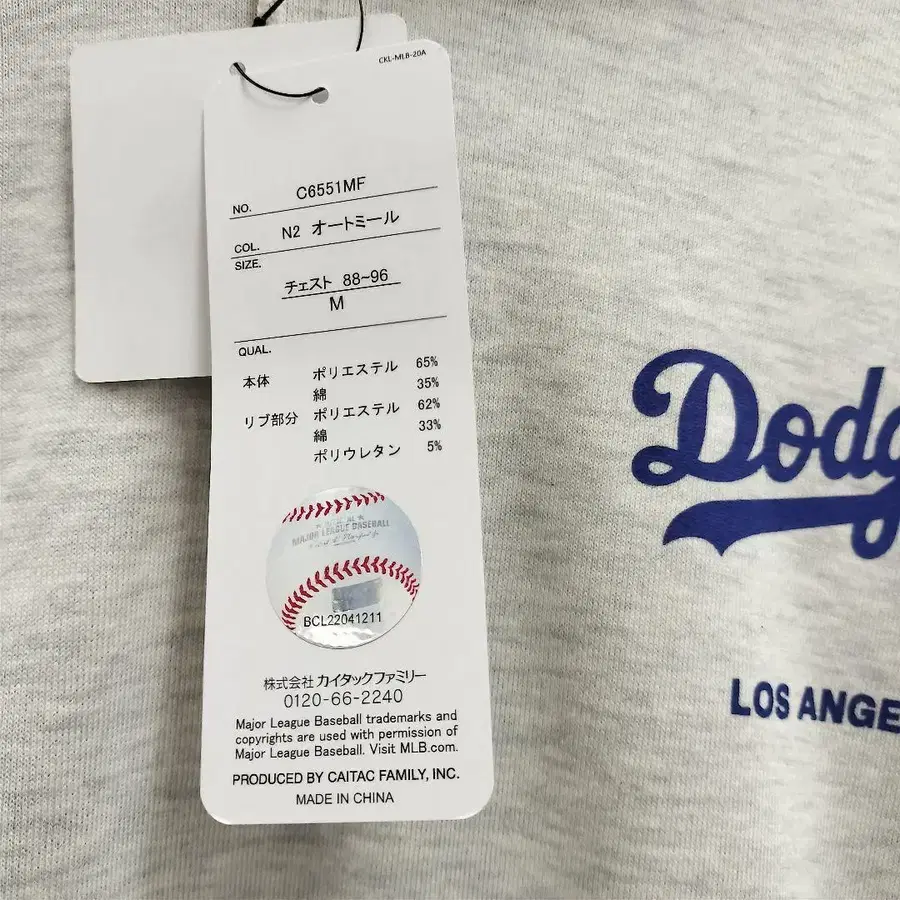 CKL-MLB-20A
NO. C6551MF
COL. N2 オートミール
SIZE.
チェスト 88~96
M
QUAL.
本体 ポリエステル 65%
綿 35%
リブ部分 ポリエステル 62%
綿 33%
ポリウレタン 5%
MAJOR LEAGUE BASEBALL
BCL22041211
株式会社 カイタックファミリー
0120-66-2240
Major League Baseball trademarks and
copyrights are used with permission of
Major League Baseball. Visit MLB.com.
PRODUCED BY CAITAC FAMILY, INC.
MADE IN CHINA
Dodg
LOS ANGE